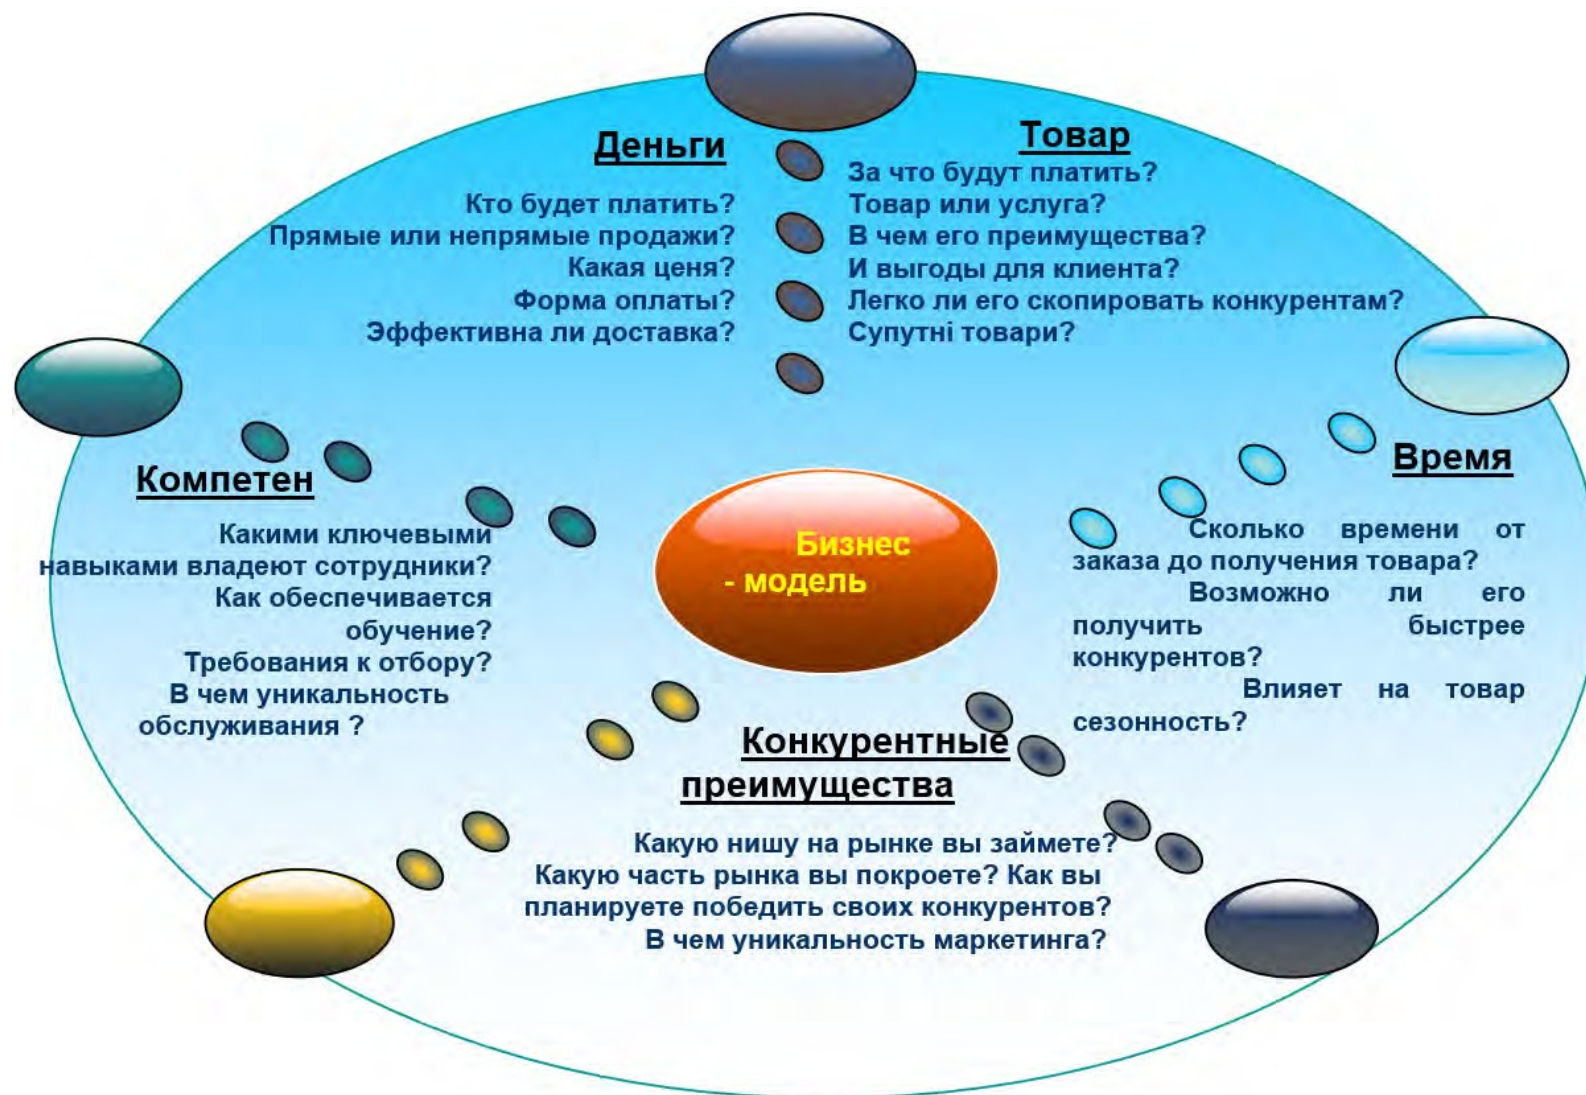 Деньги
Кто будет платить?
Прямые или непрямые продажи?
Какая ценя?
Форма оплаты?
Эффективна ли доставка?
Товар
За что будут платить?
Товар или услуга?
В чем его преимущества?
И выгоды для клиента?
Легко ли его скопировать конкурентам?
Супутні товари?
Компетен
Какими ключевыми
навыками владеют сотрудники?
Как обеспечивается
обучение?
Требования к отбору?
В чем уникальность
обслуживания ?
Бизнес
- модель
Время
Сколько времени от
заказа до получения товара?
Возможно ли его
получить быстрее
конкурентов?
Влияет на товар
сезонность?
Конкурентные
преимущества
Какую нишу на рынке вы займете?
Какую часть рынка вы покроете? Как вы
планируете победить своих конкурентов?
В чем уникальность маркетинга?